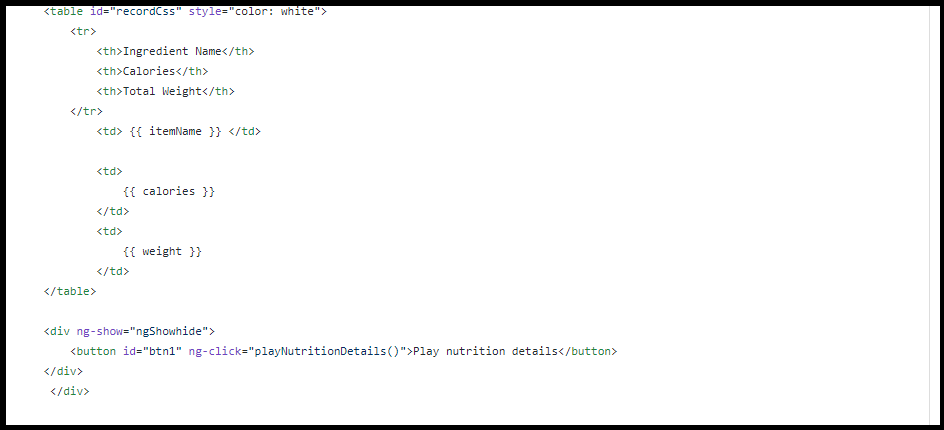 <table id="recordCss" style="color: white">
<tr>
<th>Ingredient Name</th>
<th>Calories</th>
<th>Total Weight</th>
</tr>
<td> {{ itemName }} </td>
<td>
{{ calories }}
</td>
<td>
{{ weight }}
</td>
</table>
<div ng-show="ngShowhide">
<button id="btn1" ng-click="playNutritionDetails()">Play nutrition details</button>
</div>
</div>